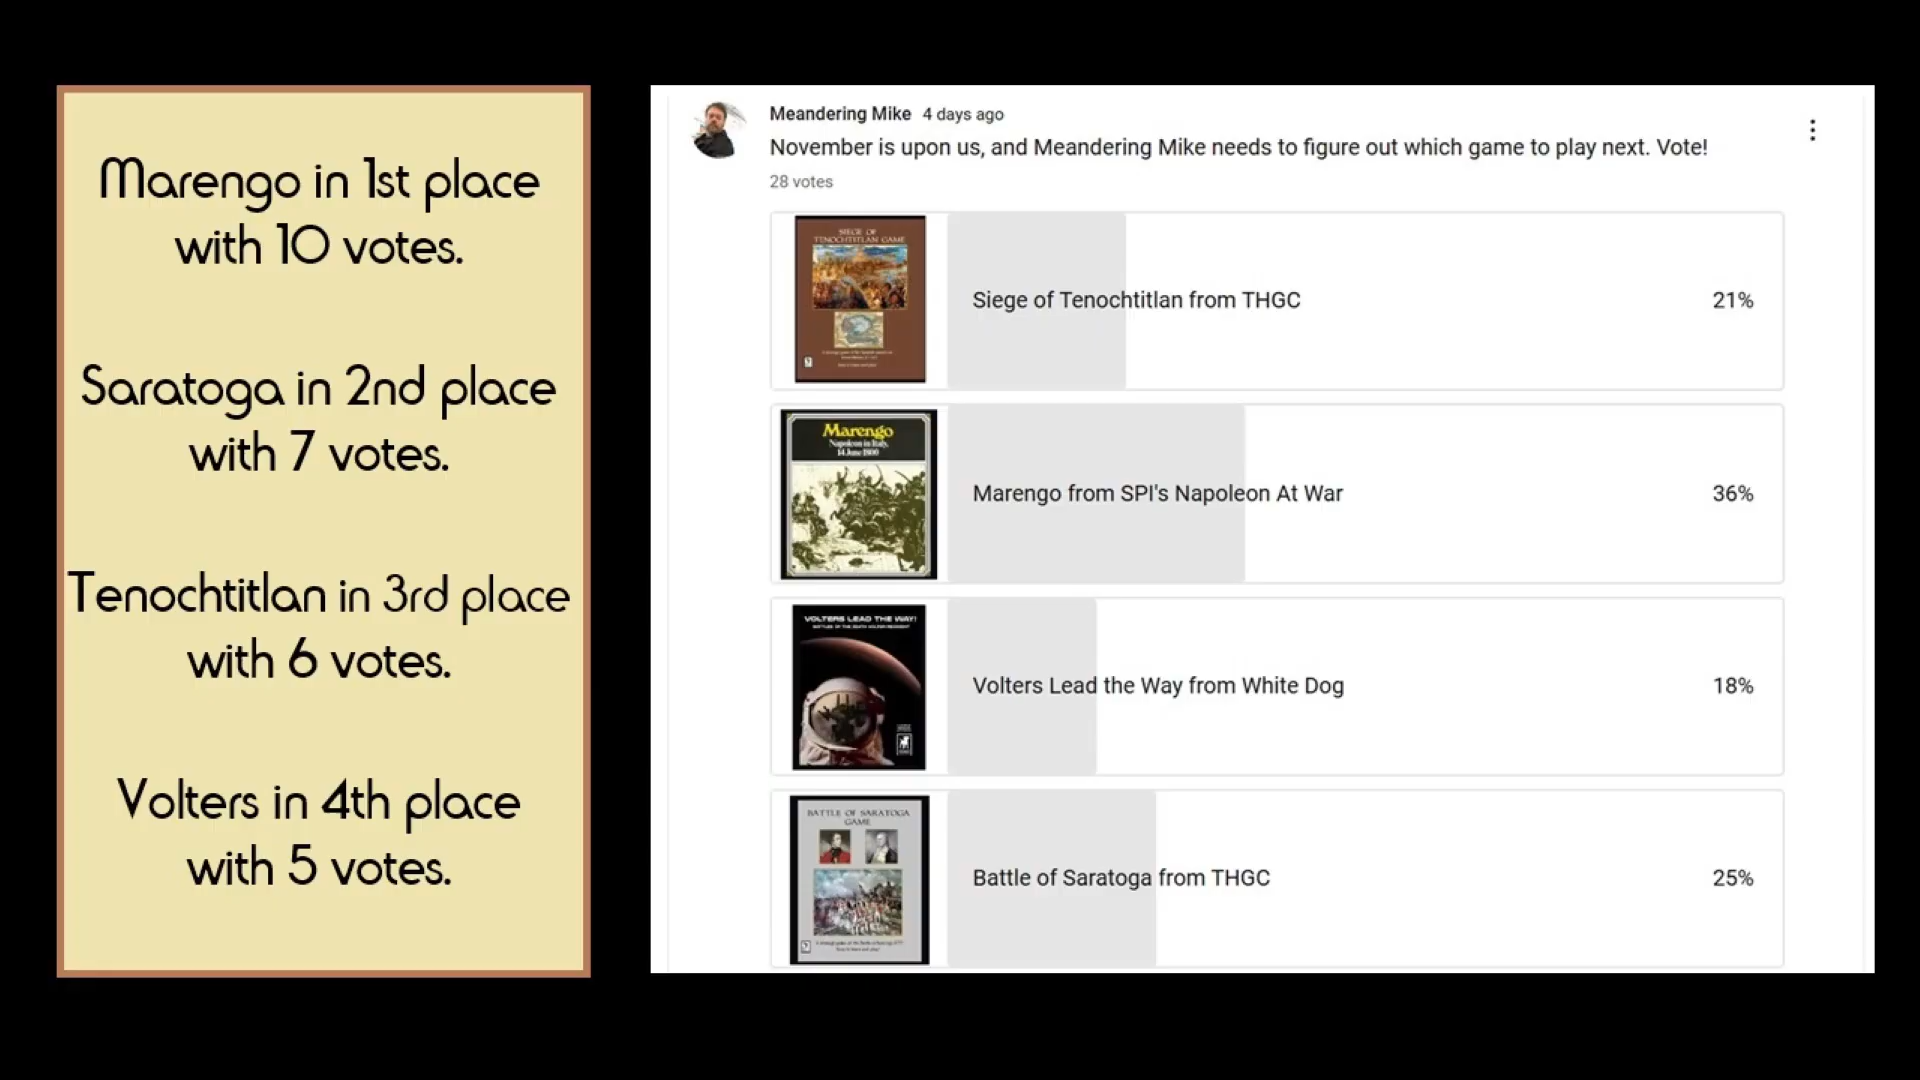 Marengo in 1st place
with 10 votes.
Saratoga in 2nd place
with 7 votes.
Tenochtitlan in 3rd place
with 6 votes.
Volters in 4th place
with 5 votes.
Meandering Mike 4 days ago
November is upon us, and Meandering Mike needs to figure out which game to play next. Vote!
28 votes
SIEGE OF
TENOCHTITLAN GAME
Siege of Tenochtitlan from THGC
21%
Marengo
Napoleon in Italy,
14 June 1800
Marengo from SPI's Napoleon At War
36%
VOLTERS LEAD THE WAY!
Volters Lead the Way from White Dog
18%
BATTLE OF SARATOGA
GAME
Battle of Saratoga from THGC
25%